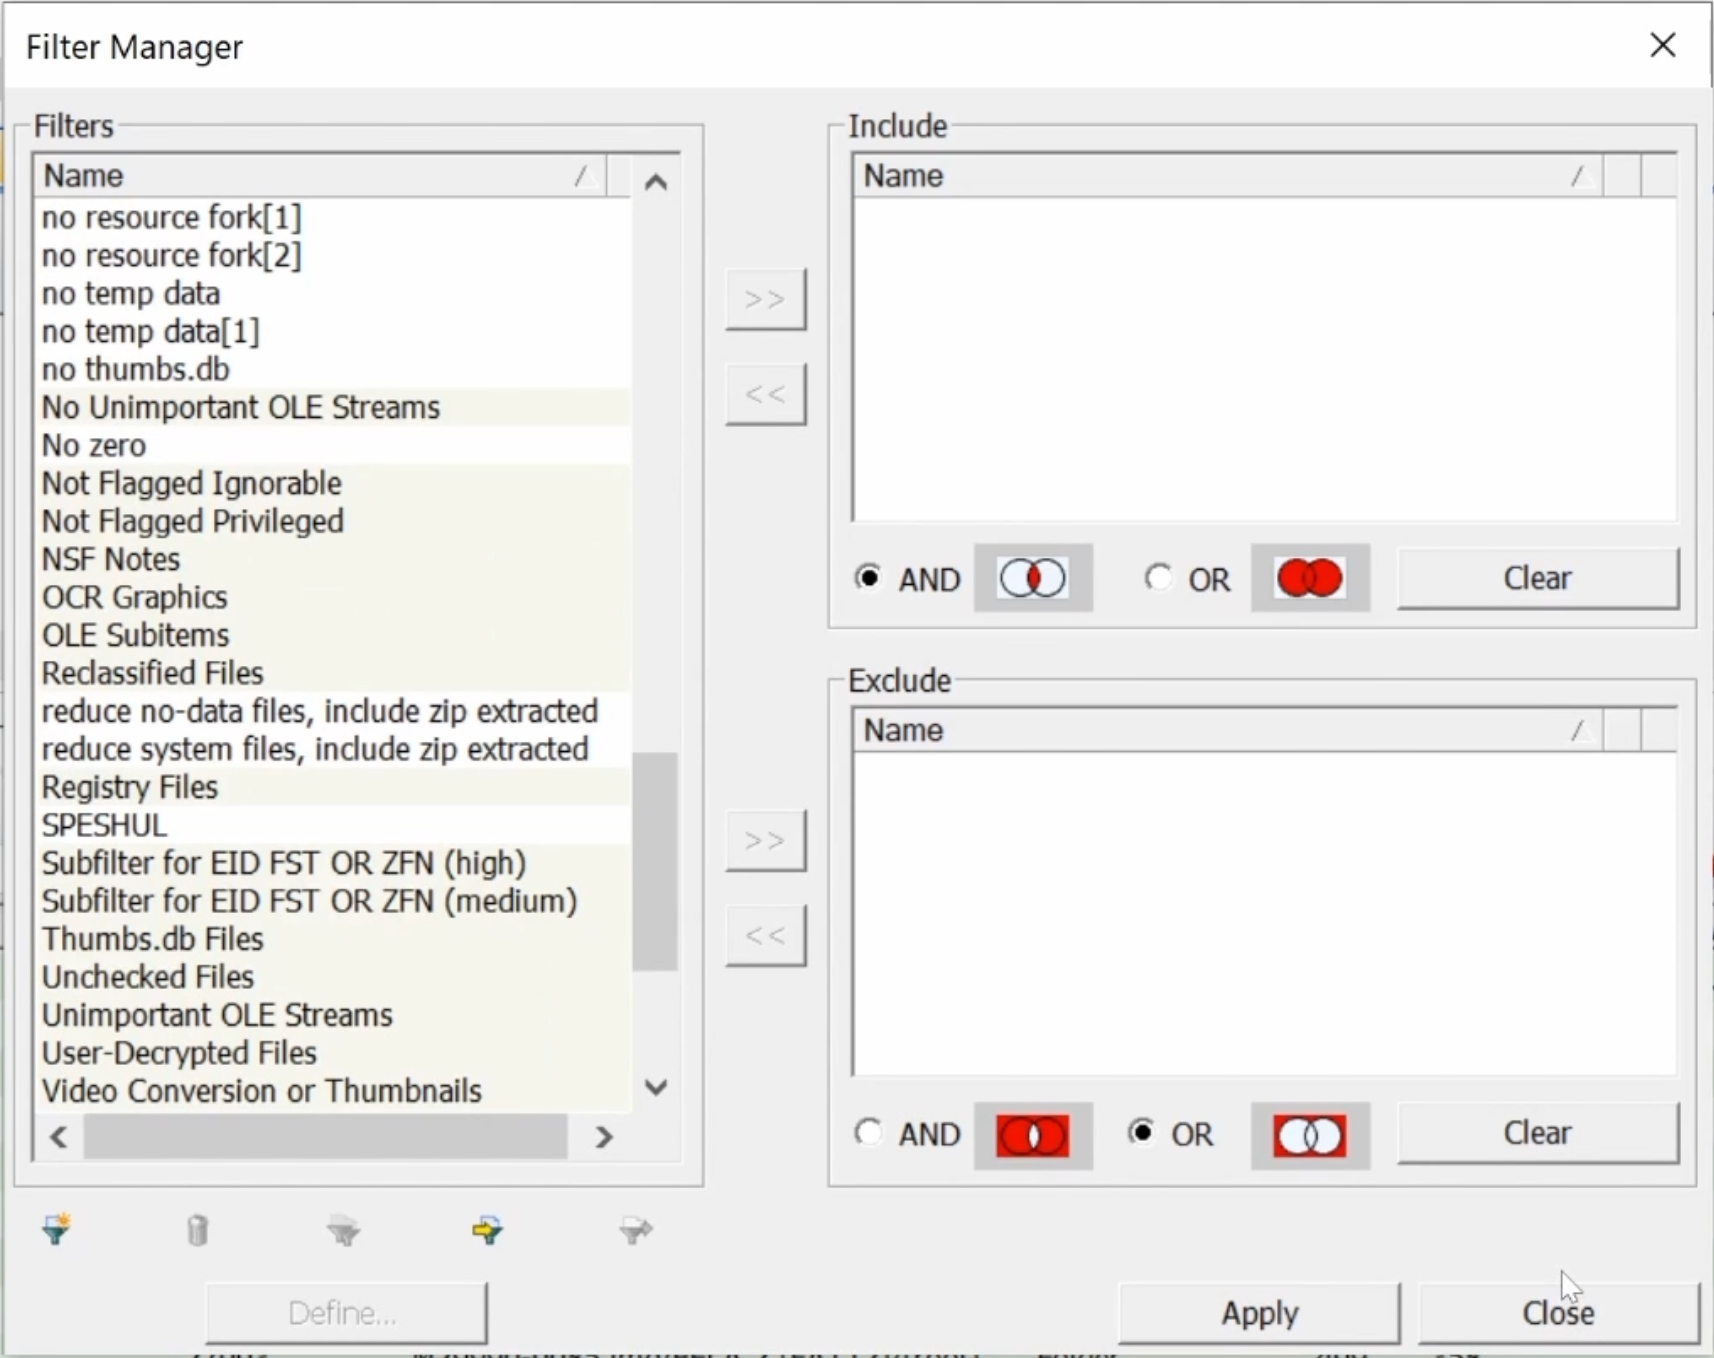 Filter Manager
Filters
Name
no resource fork[1]
no resource fork[2]
no temp data
no temp data[1]
no thumbs.db
No Unimportant OLE Streams
No zero
Not Flagged Ignorable
Not Flagged Privileged
NSF Notes
OCR Graphics
OLE Subitems
Reclassified Files
reduce no-data files, include zip extracted
reduce system files, include zip extracted
Registry Files
SPESHUL
Subfilter for EID FST OR ZFN (high)
Subfilter for EID FST OR ZFN (medium)
Thumbs.db Files
Unchecked Files
Unimportant OLE Streams
User-Decrypted Files
Video Conversion or Thumbnails
Define...
>>
<<
>>
<<
Include
Name
AND OR Clear
Exclude
Name
AND OR Clear
Apply Close